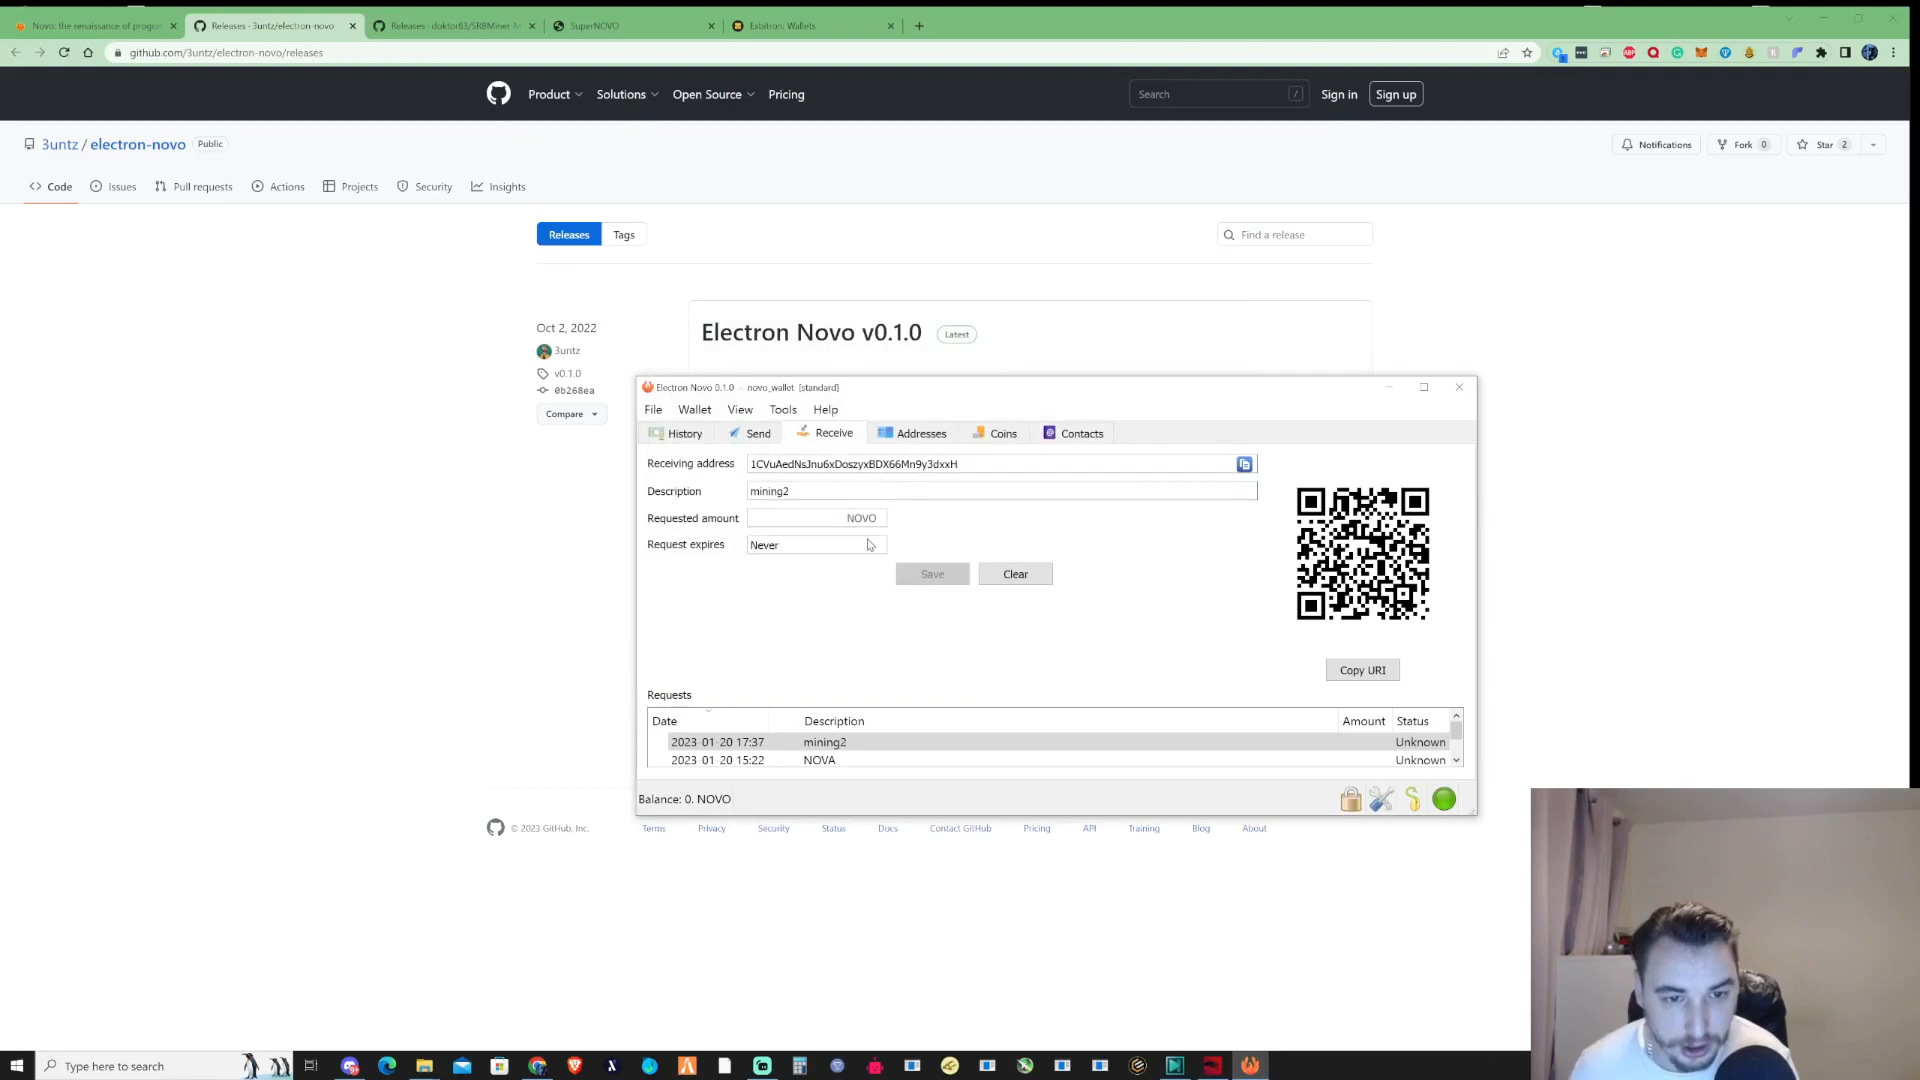 Novo: the renaissance of progra
Releases · 3untz/electron-novo
Releases · doktor83/SRBMiner-M
SuperNOVO
Exbitron: Wallets
github.com/3untz/electron-novo/releases
Product
Solutions
Open Source
Pricing
Search
/
Sign in
Sign up
3untz / electron-novo
Public
Notifications
Fork 0
Star 2
Code
Issues
Pull requests
Actions
Projects
Security
Insights
Releases
Tags
Find a release
Oct 2, 2022
3untz
v0.1.0
0b268ea
Compare
Electron Novo v0.1.0
Latest
Electron Novo 0.1.0 - novo_wallet [standard]
File
Wallet
View
Tools
Help
History
Send
Receive
Addresses
Coins
Contacts
Receiving address
1CVuAedNsJnu6xDoszyxBDX66Mn9y3dxxH
Description
mining2
Requested amount
NOVO
Request expires
Never
Save
Clear
Copy URI
Requests
Date
Description
Amount
Status
2023-01-20 17:37
mining2
Unknown
2023-01-20 15:22
NOVA
Unknown
Balance: 0. NOVO
© 2023 GitHub, Inc.
Terms
Privacy
Security
Status
Docs
Contact GitHub
Pricing
API
Training
Blog
About
Type here to search